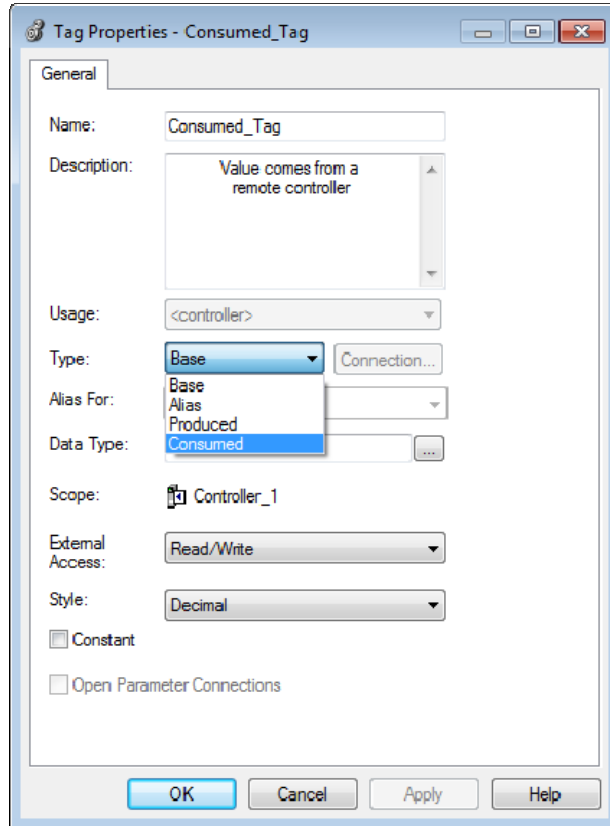 Tag Properties - Consumed_Tag
General
Name: Consumed_Tag
Description: Value comes from a
remote controller
Usage: <controller>
Type: Base Connection...
Base
Alias For: Alias
Produced
Data Type: Consumed ...
Scope: Controller_1
External
Access: Read/Write
Style: Decimal
Constant
Open Parameter Connections
OK Cancel Apply Help